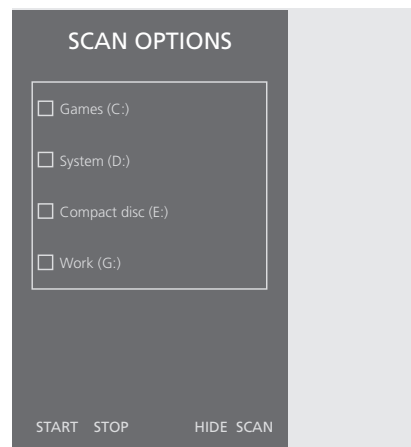 SCAN OPTIONS
Games (C:)
System (D:)
Compact disc (E:)
Work (G:)
START STOP HIDE SCAN